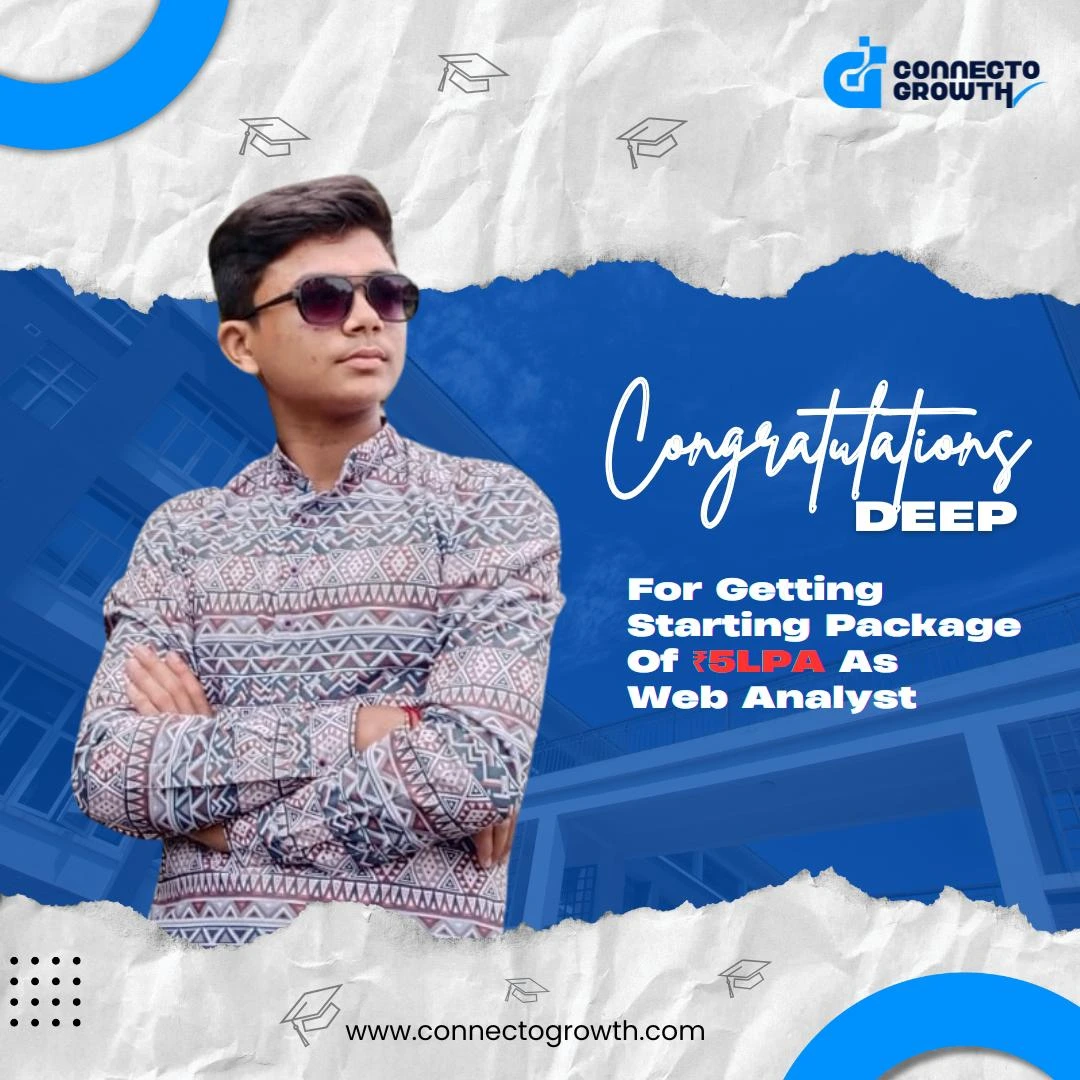 CONNECTO
GROWTH
Congratulations
DEEP
For Getting
Starting Package
Of ₹5LPA As
Web Analyst
www.connectogrowth.com